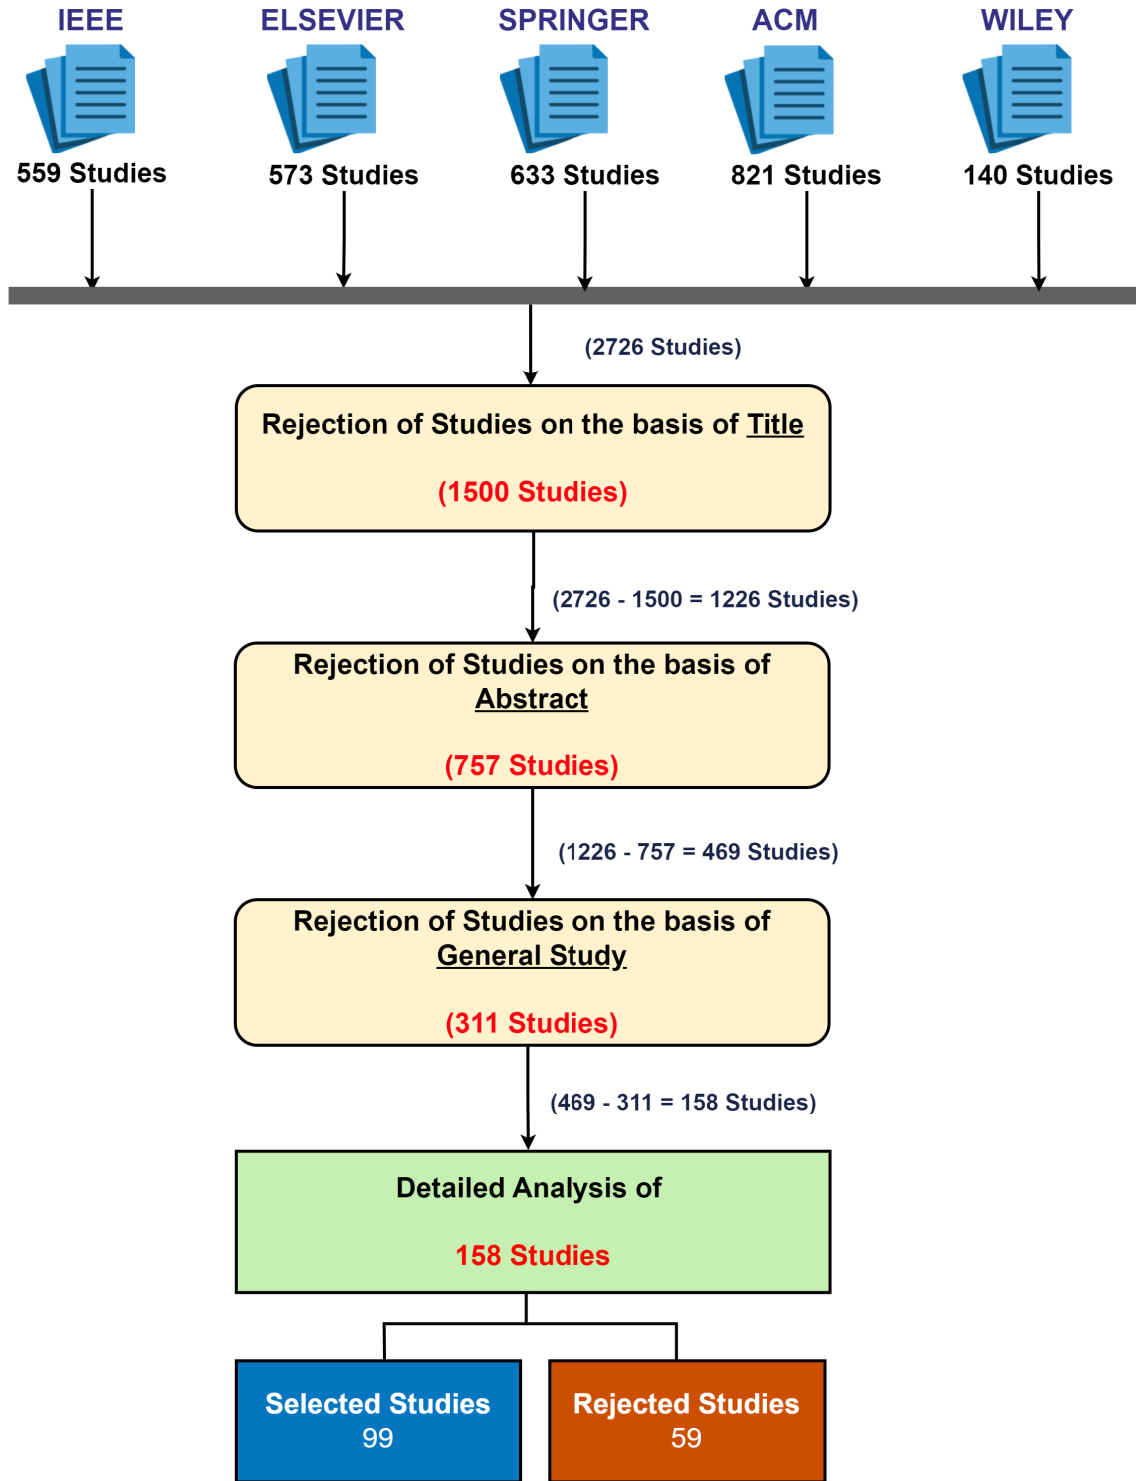 IEEE ELSEVIER SPRINGER ACM WILEY
559 Studies 573 Studies 633 Studies 821 Studies 140 Studies
(2726 Studies)
Rejection of Studies on the basis of Title
(1500 Studies)
(2726 - 1500 = 1226 Studies)
Rejection of Studies on the basis of
Abstract
(757 Studies)
(1226 - 757 = 469 Studies)
Rejection of Studies on the basis of
General Study
(311 Studies)
(469 - 311 = 158 Studies)
Detailed Analysis of
158 Studies
Selected Studies
99
Rejected Studies
59